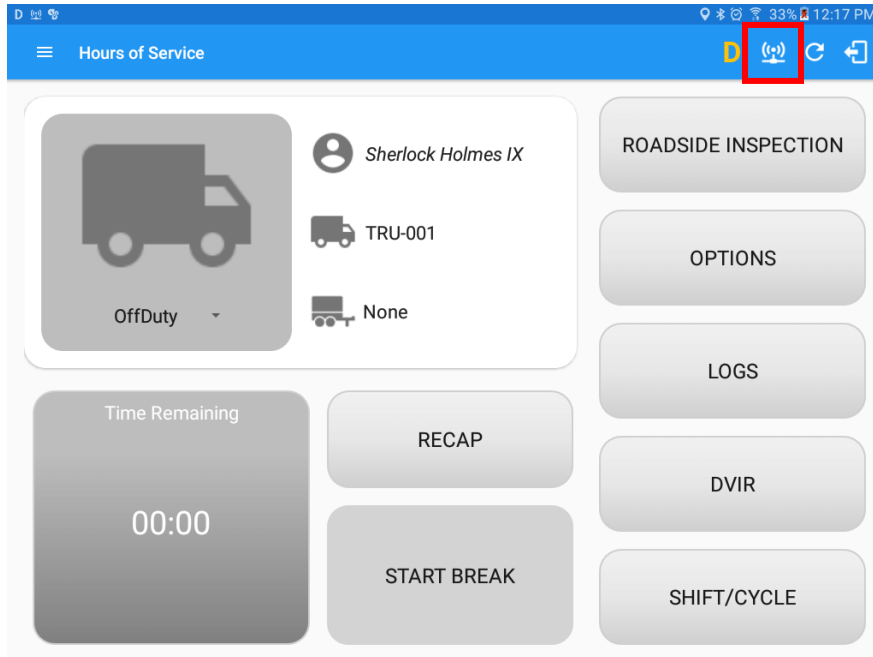 D 33% 12:17 PM
Hours of Service D
Sherlock Holmes IX
TRU-001
OffDuty
None
Time Remaining
00:00
RECAP
START BREAK
ROADSIDE INSPECTION
OPTIONS
LOGS
DVIR
SHIFT/CYCLE